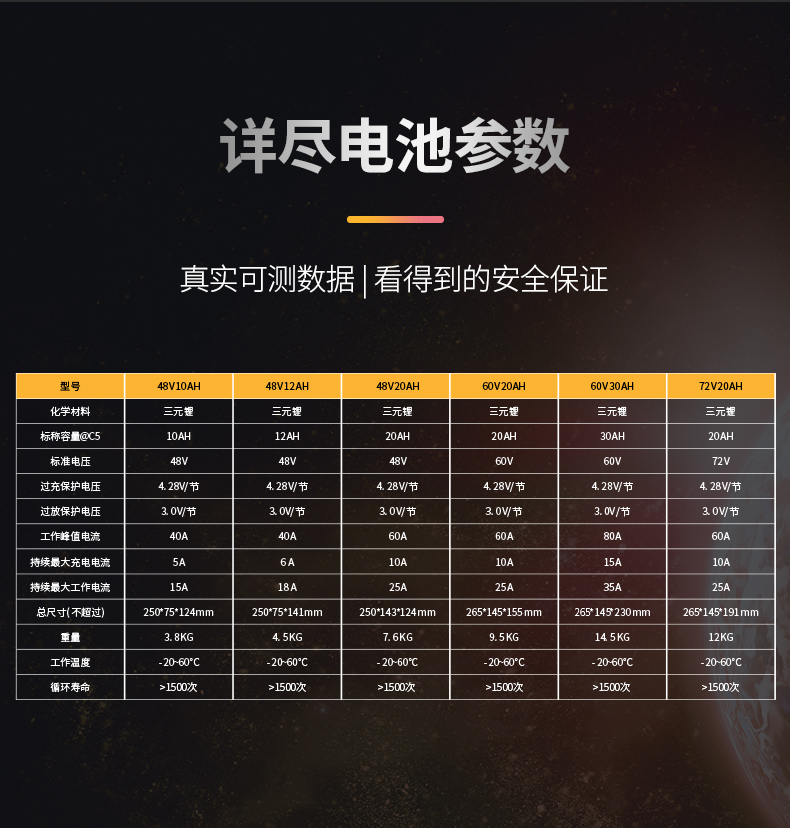 详尽电池参数
真实可测数据 | 看得到的安全保证
型号 48V10AH 48V12AH 48V20AH 60V20AH 60V30AH 72V20AH
化学材料 三元锂 三元锂 三元锂 三元锂 三元锂 三元锂
标称容量@C5 10AH 12AH 20AH 20AH 30AH 20AH
标准电压 48V 48V 48V 60V 60V 72V
过充保护电压 4.28V/节 4.28V/节 4.28V/节 4.28V/节 4.28V/节 4.28V/节
过放保护电压 3.0V/节 3.0V/节 3.0V/节 3.0V/节 3.0V/节 3.0V/节
工作峰值电流 40A 40A 60A 60A 80A 60A
持续最大充电电流 5A 6A 10A 10A 15A 10A
持续最大工作电流 15A 18A 25A 25A 35A 25A
总尺寸(不超过) 250*75*124mm 250*75*141mm 250*143*124mm 265*145*155mm 265*145*230mm 265*145*191mm
重量 3.8KG 4.5KG 7.6KG 9.5KG 14.5KG 12KG
工作温度 -20~60°C -20~60°C -20~60°C -20~60°C -20~60°C -20~60°C
循环寿命 >1500次 >1500次 >1500次 >1500次 >1500次 >1500次